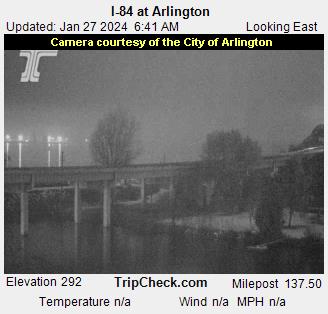 I-84 at Arlington
Updated: Jan 27 2024 6:41 AM Looking East
Camera courtesy of the City of Arlington
Elevation 292 TripCheck.com Milepost 137.50
Temperature n/a Wind n/a MPH n/a